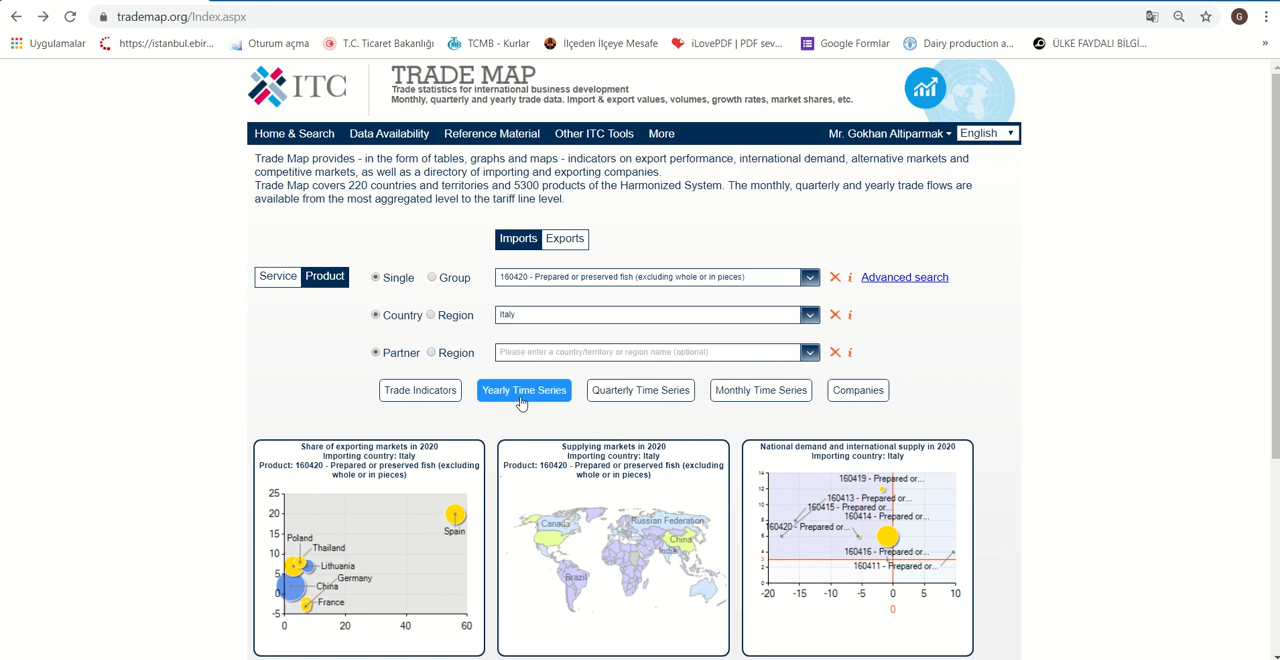 trademap.org/Index.aspx
G
Uygulamalar
https://istanbul.ebir...
Oturum açma
T.C. Ticaret Bakanlığı
TCMB - Kurlar
İlçeden İlçeye Mesafe
iLovePDF | PDF sev...
Google Formlar
Dairy production a...
ÜLKE FAYDALI BİLGİ...
»
ITC
TRADE MAP
Trade statistics for international business development
Monthly, quarterly and yearly trade data. Import & export values, volumes, growth rates, market shares, etc.
Home & Search Data Availability Reference Material Other ITC Tools More Mr. Gokhan Altiparmak English
Trade Map provides - in the form of tables, graphs and maps - indicators on export performance, international demand, alternative markets and
competitive markets, as well as a directory of importing and exporting companies.
Trade Map covers 220 countries and territories and 5300 products of the Harmonized System. The monthly, quarterly and yearly trade flows are
available from the most aggregated level to the tariff line level.
Imports Exports
Service Product Single Group 160420 - Prepared or preserved fish (excluding whole or in pieces) i Advanced search
Country Region Italy i
Partner Region Please enter a country/territory or region name (optional) i
Trade Indicators Yearly Time Series Quarterly Time Series Monthly Time Series Companies
Share of exporting markets in 2020
Importing country: Italy
Product: 160420 - Prepared or preserved fish (excluding
whole or in pieces)
25
20
15
10
5
0
-5
0 20 40 60
Spain
Poland
Thailand
Lithuania
China
Germany
France
Supplying markets in 2020
Importing country: Italy
Product: 160420 - Prepared or preserved fish (excluding
whole or in pieces)
Canada
Russian Federation
China
India
Brazil
National demand and international supply in 2020
Importing country: Italy
14
12
10
8
6
4
3
2
0
-20 -15 -10 -5 0 5 10
0
160419 - Prepared or...
160413 - Prepared or...
160415 - Prepared or...
160414 - Prepared or...
160420 - Prepared or...
160416 - Prepared or...
160411 - Prepared or...